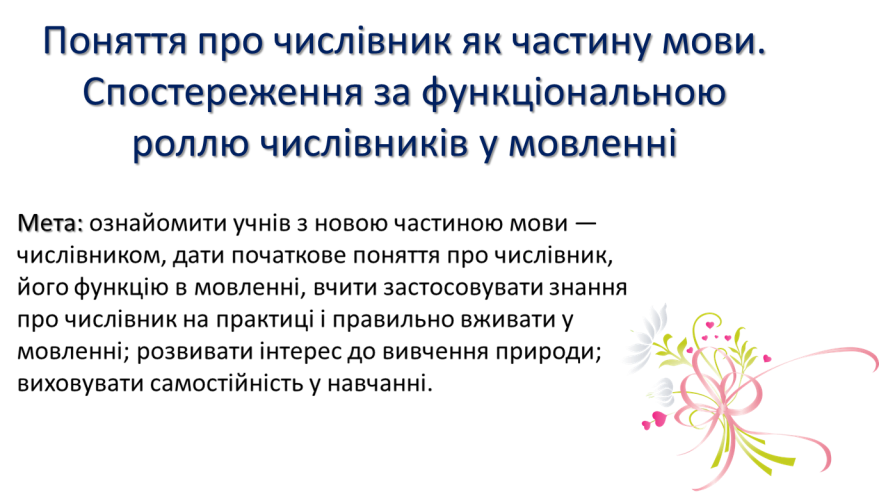 Поняття про числівник як частину мови.
Спостереження за функціональною
роллю числівників у мовленні
Мета: ознайомити учнів з новою частиною мови —
числівником, дати початкове поняття про числівник,
його функцію в мовленні, вчити застосовувати знання
про числівник на практиці і правильно вживати у
мовленні; розвивати інтерес до вивчення природи;
виховувати самостійність у навчанні.